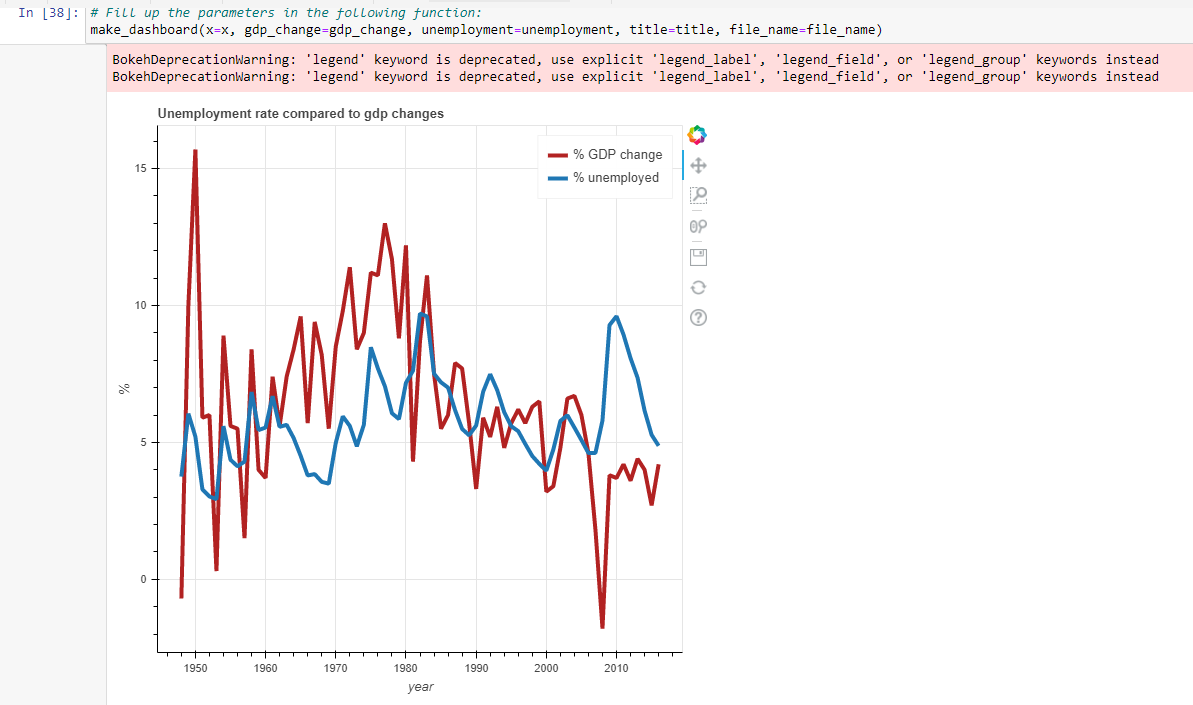 In [38]:
# Fill up the parameters in the following function:
make_dashboard(x=x, gdp_change=gdp_change, unemployment=unemployment, title=title, file_name=file_name)
BokehDeprecationWarning: 'legend' keyword is deprecated, use explicit 'legend_label', 'legend_field', or 'legend_group' keywords instead
BokehDeprecationWarning: 'legend' keyword is deprecated, use explicit 'legend_label', 'legend_field', or 'legend_group' keywords instead
Unemployment rate compared to gdp changes
% GDP change
% unemployed
15
10
5
0
%
1950 1960 1970 1980 1990 2000 2010
year